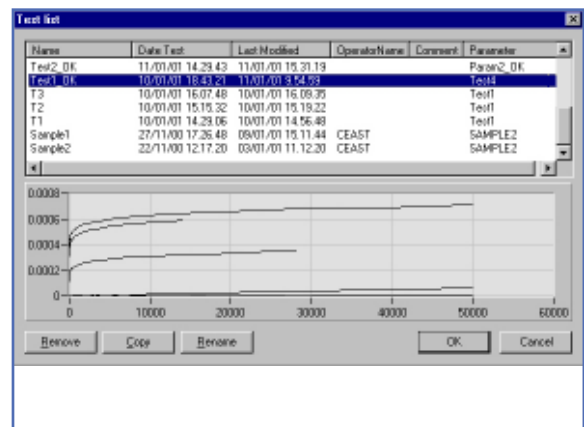 Test list
Name Date Test Last Modified OperatorName Comment Parameter
Test2_OK 11/01/01 14.29.43 11/01/01 15.31.19 Param2_OK
Test1_OK 10/01/01 18.43.21 11/01/01 9.54.59 Test4
T3 10/01/01 16.07.48 10/01/01 16.09.35 Test1
T2 10/01/01 15.15.32 10/01/01 15.19.22 Test1
T1 10/01/01 14.29.06 10/01/01 14.56.48 Test1
Sample1 27/11/00 17.26.48 09/01/01 15.11.44 CEAST SAMPLE2
Sample2 22/11/00 12.17.20 03/01/01 11.12.20 CEAST SAMPLE2
0.0008
0.0006
0.0004
0.0002
0
0 10000 20000 30000 40000 50000 60000
Remove Copy Rename OK Cancel